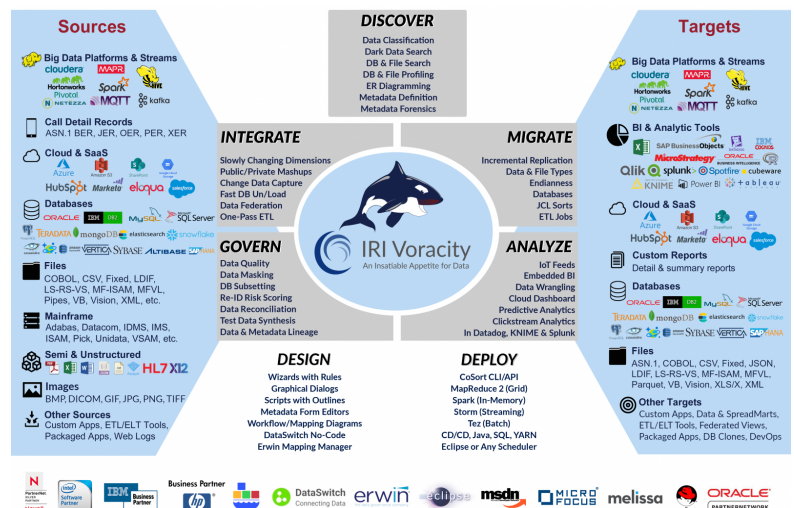 Sources
Big Data Platforms & Streams
cloudera
MAPR
Hortonworks
Spark
HIVE
Pivotal
NETEZZA
MQTT
kafka
Call Detail Records
ASN.1 BER, JER, OER, PER, XER
Cloud & SaaS
Azure
Amazon S3
SharePoint
HubSpot
Marketo
eloqua
salesforce
Databases
ORACLE
IBM DB2
MySQL
SQL Server
TERADATA
mongoDB
elasticsearch
snowflake
VERTICA
SYBASE
ALTIBASE
SAP HANA
Files
COBOL, CSV, Fixed, LDIF,
LS-RS-VS, MF-ISAM, MFVL,
Pipes, VB, Vision, XML, etc.
Mainframe
Adabas, Datacom, IDMS, IMS,
ISAM, Pick, Unidata, VSAM, etc.
Semi & Unstructured
HL7 X12
Images
BMP, DICOM, GIF, JPG, PNG, TIFF
Other Sources
Custom Apps, ETL/ELT Tools,
Packaged Apps, Web Logs
DISCOVER
Data Classification
Dark Data Search
DB & File Search
DB & File Profiling
ER Diagramming
Metadata Definition
Metadata Forensics
INTEGRATE
Slowly Changing Dimensions
Public/Private Mashups
Change Data Capture
Fast DB Un/Load
Data Federation
One-Pass ETL
MIGRATE
Incremental Replication
Data & File Types
Endianness
Databases
JCL Sorts
ETL Jobs
IRI Voracity
An Insatiable Appetite for Data
GOVERN
Data Quality
Data Masking
DB Subsetting
Re-ID Risk Scoring
Data Reconciliation
Test Data Synthesis
Data & Metadata Lineage
ANALYZE
IoT Feeds
Embedded BI
Data Wrangling
Cloud Dashboard
Predictive Analytics
Clickstream Analytics
In Datadog, KNIME & Splunk
DESIGN
Wizards with Rules
Graphical Dialogs
Scripts with Outlines
Metadata Form Editors
Workflow/Mapping Diagrams
DataSwitch No-Code
Erwin Mapping Manager
DEPLOY
CoSort CLI/API
MapReduce 2 (Grid)
Spark (In-Memory)
Storm (Streaming)
Tez (Batch)
CD/CD, Java, SQL, YARN
Eclipse or Any Scheduler
Targets
Big Data Platforms & Streams
cloudera
MAPR
Hortonworks
Spark
HIVE
Pivotal
NETEZZA
MQTT
kafka
BI & Analytic Tools
SAP BusinessObjects
IBM COGNOS
MicroStrategy
ORACLE
BUSINESS INTELLIGENCE
Qlik
splunk>
Spotfire
cubeware
KNIME
Power BI
tableau
Cloud & SaaS
Azure
Amazon S3
SharePoint
HubSpot
Marketo
eloqua
salesforce
Custom Reports
Detail & summary reports
Databases
ORACLE
IBM DB2
MySQL
SQL Server
TERADATA
mongoDB
elasticsearch
snowflake
SYBASE
VERTICA
SAP HANA
Files
ASN.1, COBOL, CSV, Fixed, JSON,
LDIF, LS-RS-VS, MF-ISAM, MFVL,
Parquet, VB, Vision, XLS/X, XML
Other Targets
Custom Apps, Data & SpreadMarts,
ETL/ELT Tools, Federated Views,
Packaged Apps, DB Clones, DevOps
PartnerNet
intel
Software
Partner
IBM
Business
Partner
Business Partner
hp
DataSwitch
Connecting Data
erwin
eclipse
msdn
MICRO
FOCUS
melissa
ORACLE
PARTNERNETWORK